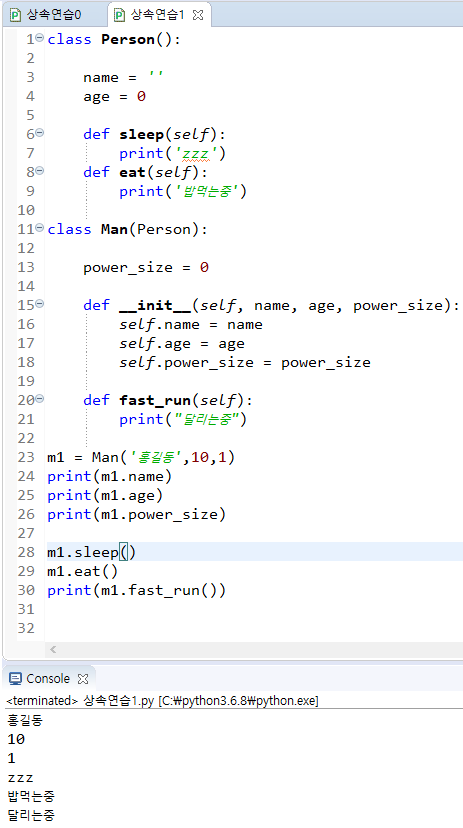 상속연습0 상속연습1
1 class Person():
2
3     name = ''
4     age = 0
5
6     def sleep(self):
7         print('zzz')
8     def eat(self):
9         print('밥먹는중')
10
11 class Man(Person):
12
13     power_size = 0
14
15     def __init__(self, name, age, power_size):
16         self.name = name
17         self.age = age
18         self.power_size = power_size
19
20     def fast_run(self):
21         print("달리는중")
22
23 m1 = Man('홍길동',10,1)
24 print(m1.name)
25 print(m1.age)
26 print(m1.power_size)
27
28 m1.sleep()
29 m1.eat()
30 print(m1.fast_run())
31
32
Console
<terminated> 상속연습1.py [C:₩python3.6.8₩python.exe]
홍길동
10
1
zzz
밥먹는중
달리는중